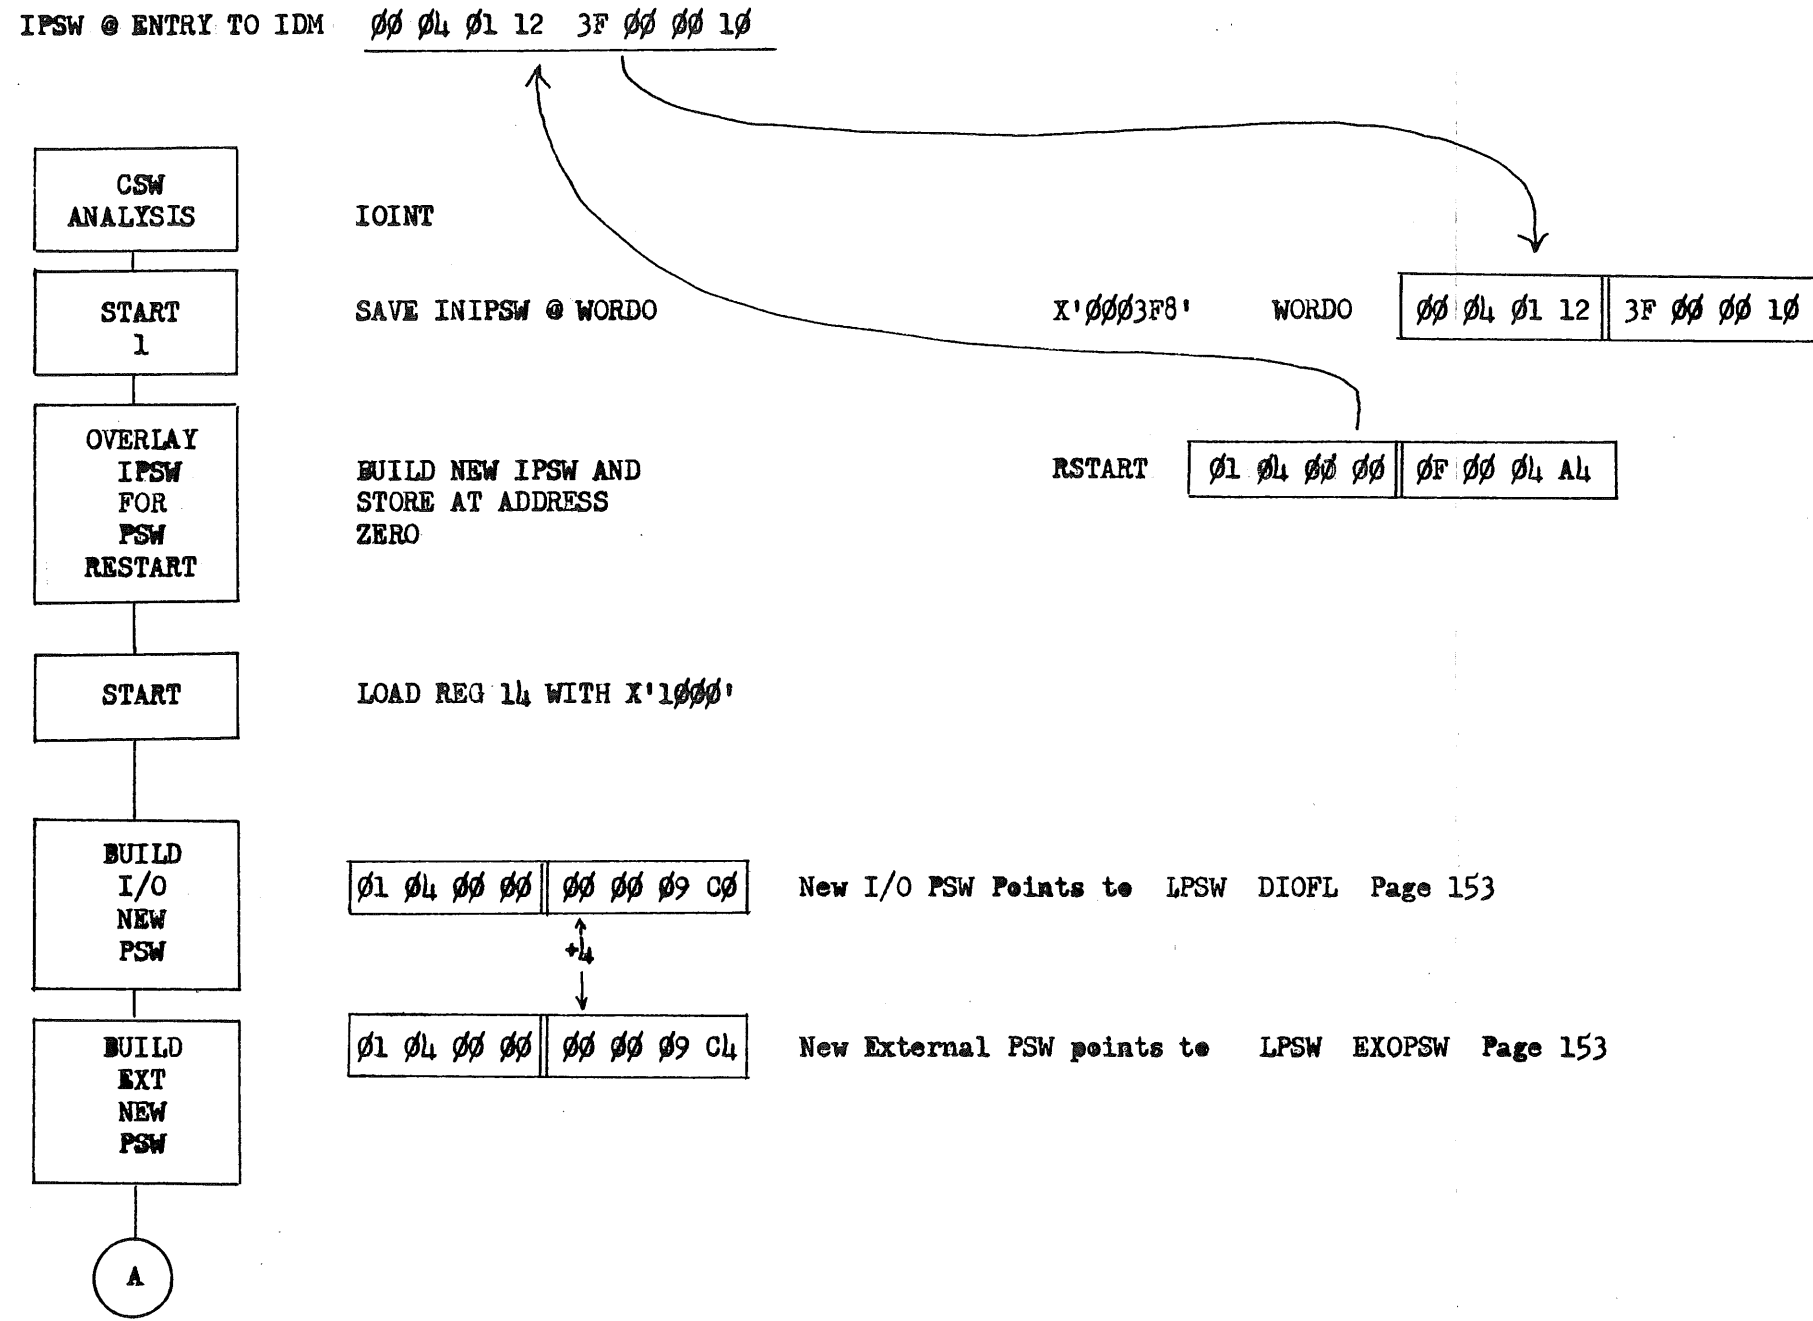 IPSW @ ENTRY TO IDM ØØ Ø4 Ø1 12 3F ØØ ØØ 1Ø
CSW
ANALYSIS
IOINT
START
1
SAVE INIPSW @ WORDO X'ØØØ3F8' WORDO ØØ Ø4 Ø1 12 3F ØØ ØØ 1Ø
OVERLAY
IPSW
FOR
PSW
RESTART
BUILD NEW IPSW AND
STORE AT ADDRESS
ZERO
RSTART Ø1 Ø4 ØØ ØØ ØF ØØ Ø4 A4
START
LOAD REG 14 WITH X'1ØØØ'
BUILD
I/O
NEW
PSW
Ø1 Ø4 ØØ ØØ ØØ ØØ Ø9 CØ New I/O PSW Points to LPSW DIOFL Page 153
+4
BUILD
EXT
NEW
PSW
Ø1 Ø4 ØØ ØØ ØØ ØØ Ø9 C4 New External PSW points to LPSW EXOPSW Page 153
A